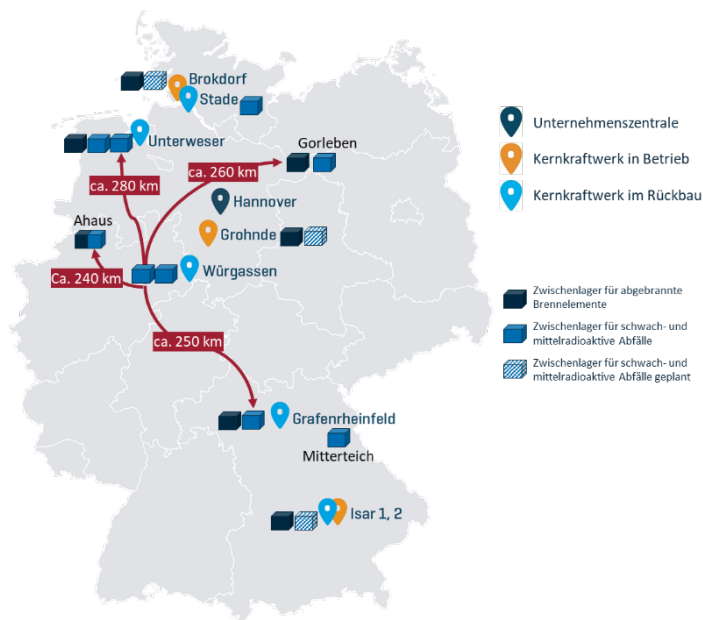 Brokdorf
Stade
Unterweser
Gorleben
ca. 260 km
ca. 280 km
Hannover
Ahaus
Grohnde
Ca. 240 km
Würgassen
ca. 250 km
Grafenrheinfeld
Mitterteich
Isar 1, 2
Unternehmenszentrale
Kernkraftwerk in Betrieb
Kernkraftwerk im Rückbau
Zwischenlager für abgebrannte
Brennelemente
Zwischenlager für schwach- und
mittelradioaktive Abfälle
Zwischenlager für schwach- und
mittelradioaktive Abfälle geplant